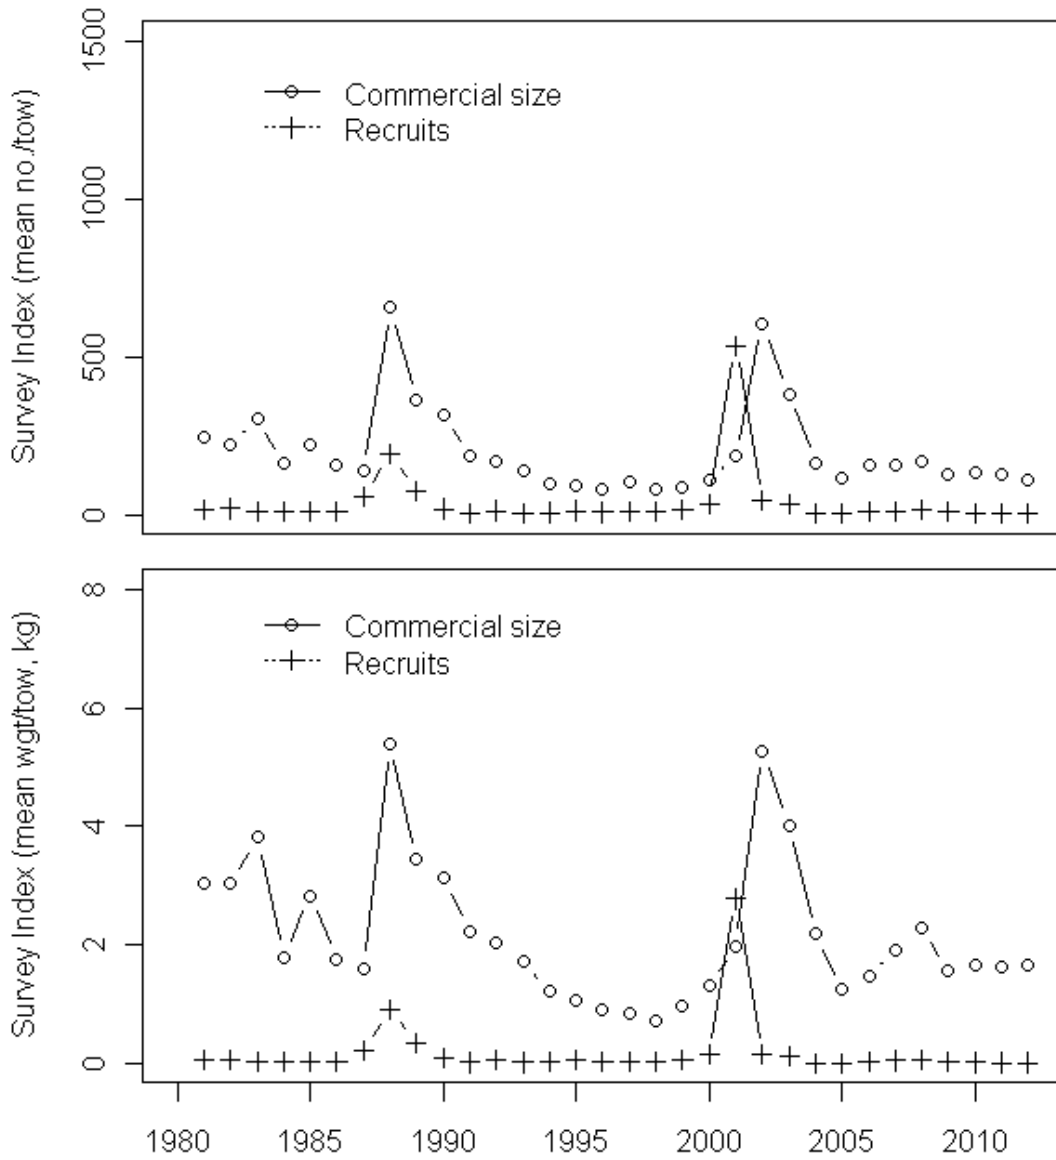 Survey Index (mean no./tow)
1500
1000
500
0
Commercial size
Recruits
Survey Index (mean wgt/tow, kg)
8
6
4
2
0
Commercial size
Recruits
1980 1985 1990 1995 2000 2005 2010